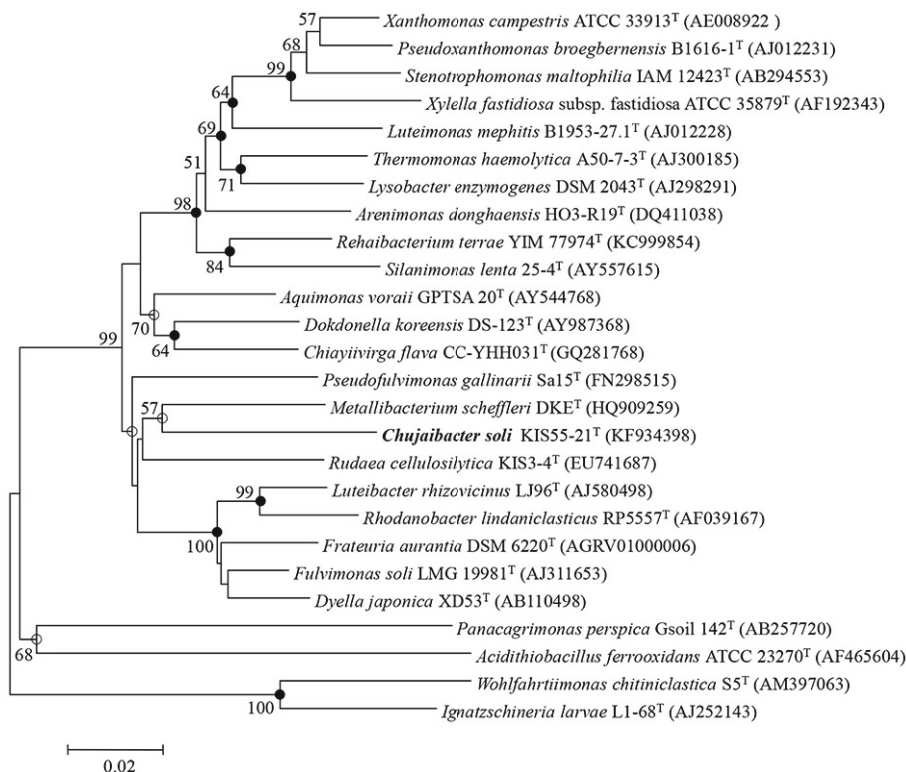 57
Xanthomonas campestris ATCC 33913T (AE008922 )
68
Pseudoxanthomonas broegbernensis B1616-1T (AJ012231)
99
Stenotrophomonas maltophilia IAM 12423T (AB294553)
64
Xylella fastidiosa subsp. fastidiosa ATCC 35879T (AF192343)
69
Luteimonas mephitis B1953-27.1T (AJ012228)
51
Thermomonas haemolytica A50-7-3T (AJ300185)
71
Lysobacter enzymogenes DSM 2043T (AJ298291)
98
Arenimonas donghaensis HO3-R19T (DQ411038)
Rehaibacterium terrae YIM 77974T (KC999854)
84
Silanimonas lenta 25-4T (AY557615)
Aquimonas voraii GPTSA 20T (AY544768)
70
Dokdonella koreensis DS-123T (AY987368)
99
64
Chiayiivirga flava CC-YHH031T (GQ281768)
Pseudofulvimonas gallinarii Sa15T (FN298515)
57
Metallibacterium scheffleri DKET (HQ909259)
Chujaibacter soli KIS55-21T (KF934398)
Rudaea cellulosilytica KIS3-4T (EU741687)
99
Luteibacter rhizovicinus LJ96T (AJ580498)
Rhodanobacter lindaniclasticus RP5557T (AF039167)
100
Frateuria aurantia DSM 6220T (AGRV01000006)
Fulvimonas soli LMG 19981T (AJ311653)
Dyella japonica XD53T (AB110498)
Panacagrimonas perspica Gsoil 142T (AB257720)
68
Acidithiobacillus ferrooxidans ATCC 23270T (AF465604)
Wohlfahrtiimonas chitiniclastica S5T (AM397063)
100
Ignatzschineria larvae L1-68T (AJ252143)
0.02